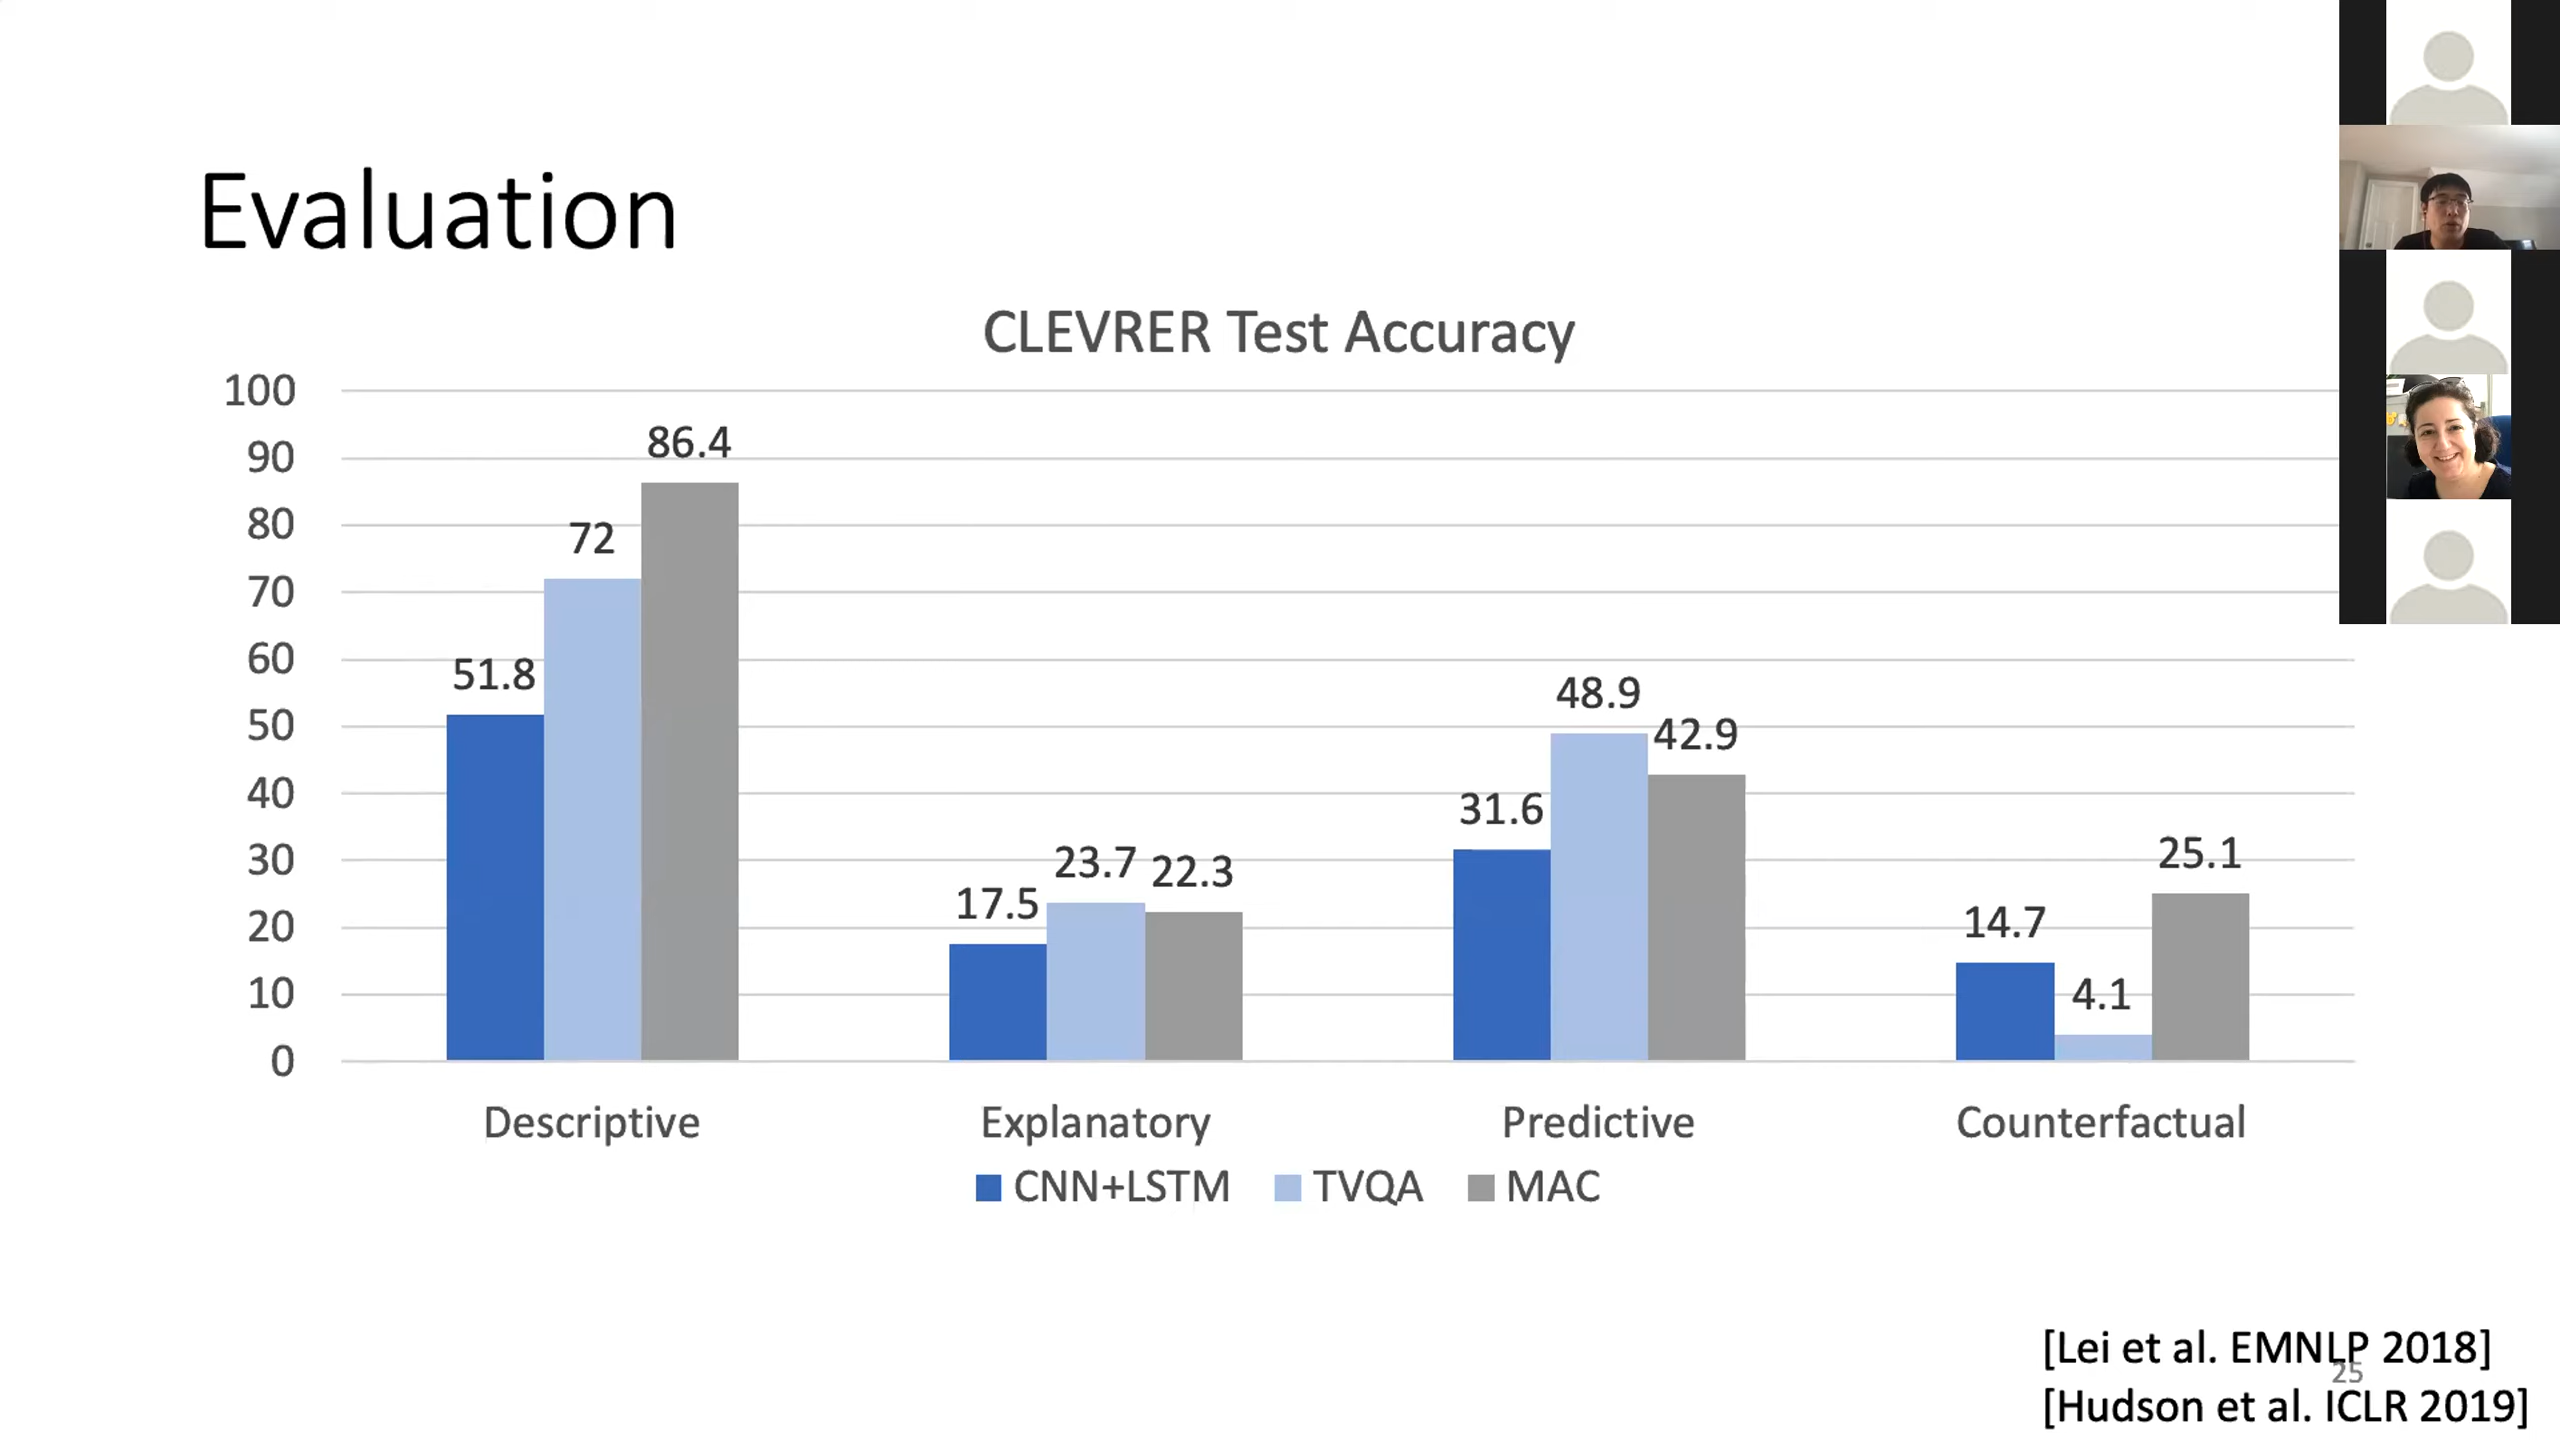 Evaluation
CLEVRER Test Accuracy
100
90
80
70
60
50
40
30
20
10
0
51.8
72
86.4
17.5
23.7
22.3
31.6
48.9
42.9
14.7
4.1
25.1
Descriptive
Explanatory
Predictive
Counterfactual
CNN+LSTM
TVQA
MAC
[Lei et al. EMNLP 2018]
25
[Hudson et al. ICLR 2019]